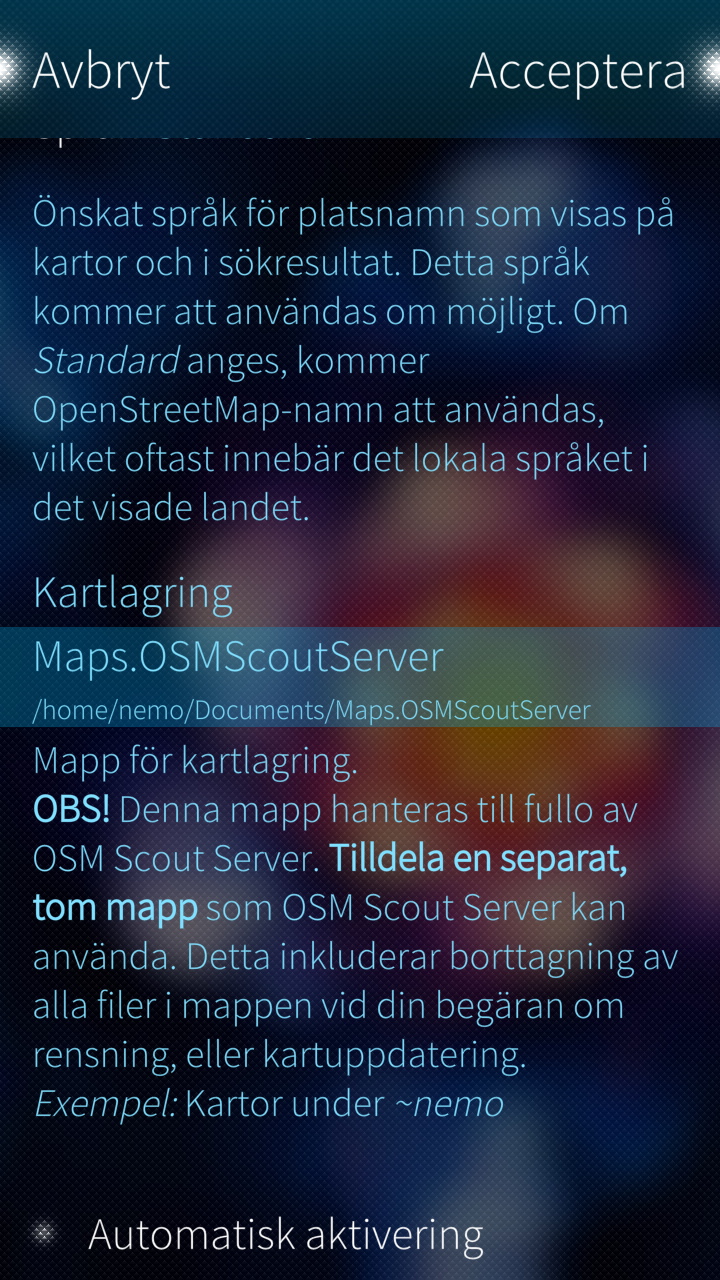 Avbryt
Acceptera
Önskat språk för platsnamn som visas på
kartor och i sökresultat. Detta språk
kommer att användas om möjligt. Om
Standard anges, kommer
OpenStreetMap-namn att användas,
vilket oftast innebär det lokala språket i
det visade landet.
Kartlagring
Maps.OSMScoutServer
/home/nemo/Documents/Maps.OSMScoutServer
Mapp för kartlagring.
OBS! Denna mapp hanteras till fullo av
OSM Scout Server. Tilldela en separat,
tom mapp som OSM Scout Server kan
använda. Detta inkluderar borttagning av
alla filer i mappen vid din begäran om
rensning, eller kartuppdatering.
Exempel: Kartor under ~nemo
Automatisk aktivering